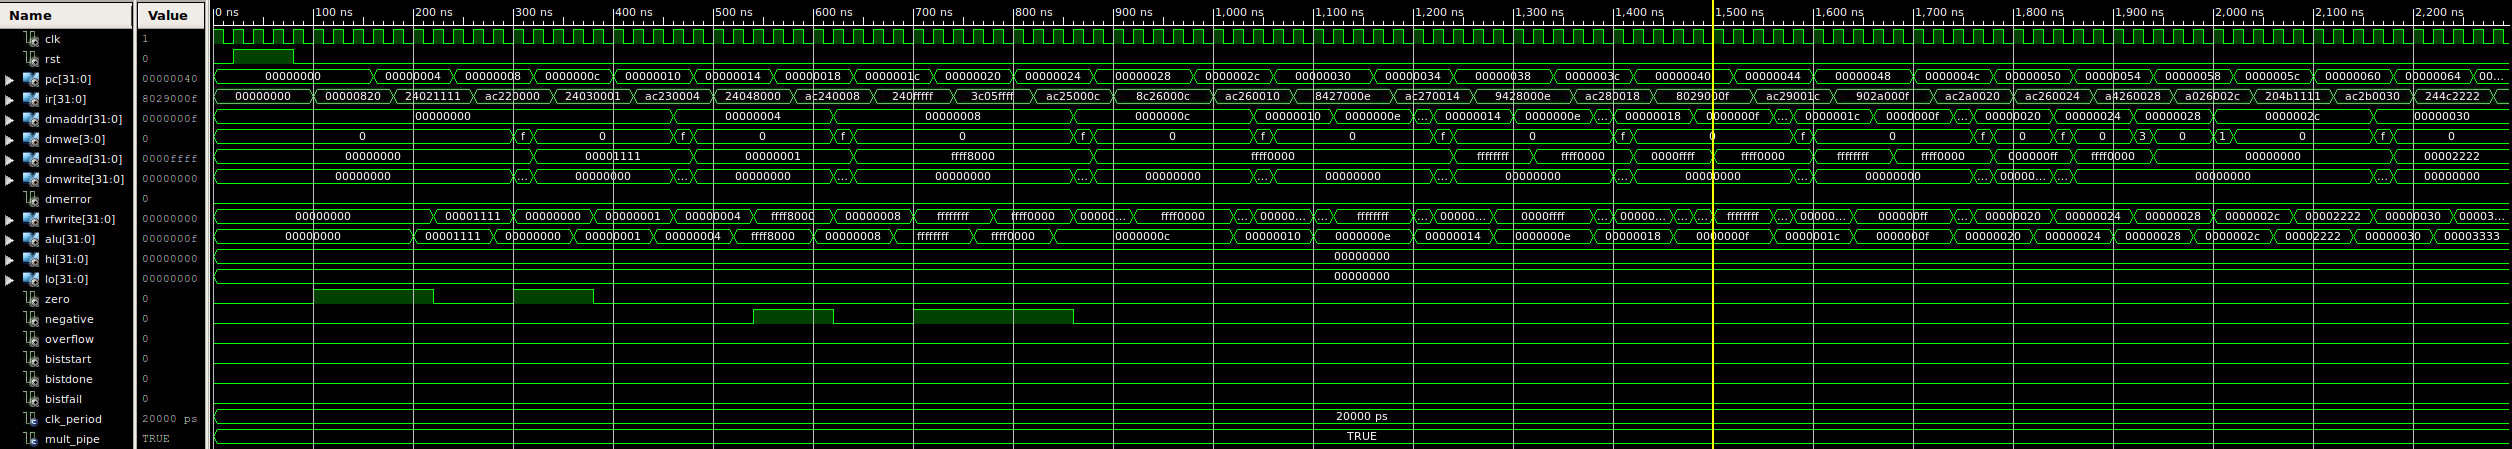 Name Value 0 ns 100 ns 200 ns 300 ns 400 ns 500 ns 600 ns 700 ns 800 ns 900 ns 1,000 ns 1,100 ns 1,200 ns 1,300 ns 1,400 ns 1,500 ns 1,600 ns 1,700 ns 1,800 ns 1,900 ns 2,000 ns 2,100 ns 2,200 ns
clk 1
rst 0
pc[31:0] 00000040 00000000 00000004 00000008 0000000c 00000010 00000014 00000018 0000001c 00000020 00000024 00000028 0000002c 00000030 00000034 00000038 0000003c 00000040 00000044 00000048 0000004c 00000050 00000054 00000058 0000005c 00000060 00000064 00...
ir[31:0] 8029000f 00000000 00000820 24021111 ac220000 24030001 ac230004 24048000 ac240008 240fffff 3c05ffff ac25000c 8c26000c ac260010 8427000e ac270014 9428000e ac280018 8029000f ac29001c 902a000f ac2a0020 ac260024 a4260028 a026002c 204b1111 ac2b0030 244c2222
dmaddr[31:0] 0000000f 00000000 00000004 00000008 0000000c 00000010 0000000e ... 00000014 0000000e ... 00000018 0000000f ... 0000001c 0000000f ... 00000020 00000024 00000028 0000002c 00000030
dmwe[3:0] 0 0 f 0 f 0 f 0 f 0 f 0 f 0 f 0 f 0 f 0 f 0 3 0 1 0 f 0
dmread[31:0] 0000ffff 00000000 00001111 00000001 ffff8000 ffff0000 ffffffff ffff0000 0000ffff ffff0000 ffffffff ffff0000 000000ff ffff0000 00000000 00002222
dmwrite[31:0] 00000000 00000000 ... 00000000 ... 00000000 ... 00000000 ... 00000000 ... 00000000 ... 00000000 ... 00000000 ... 00000000 ... 00000... ... 00000000 ... 00000000
dmerror 0
rfwrite[31:0] 00000000 00000000 00001111 00000000 00000001 00000004 ffff8000 00000008 ffffffff ffff0000 00000... ffff0000 ... 00000... ... ffffffff ... 00000... 0000ffff ... 00000... ... ... ffffffff ... 00000... 000000ff ... 00000020 00000024 00000028 0000002c 00002222 00000030 00003...
alu[31:0] 0000000f 00000000 00001111 00000000 00000001 00000004 ffff8000 00000008 ffffffff ffff0000 0000000c 00000010 0000000e 00000014 0000000e 00000018 0000000f 0000001c 0000000f 00000020 00000024 00000028 0000002c 00002222 00000030 00003333
hi[31:0] 00000000 00000000
lo[31:0] 00000000 00000000
zero 0
negative 0
overflow 0
biststart 0
bistdone 0
bistfail 0
clk_period 20000 ps 20000 ps
mult_pipe TRUE TRUE